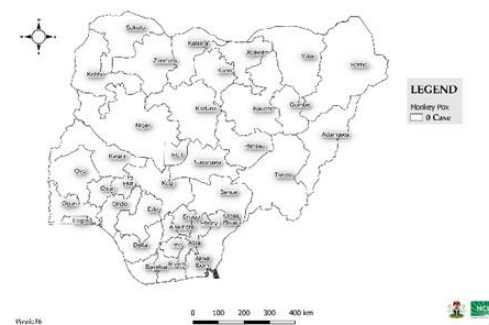 N
Sokoto
Katsina
Jigawa
Yobe
Borno
Zamfara
Kebbi
Kano
Kaduna
Bauchi
Gombe
Adamawa
Niger
Plateau
Kwara
FCT
Nasarawa
Taraba
Oyo
Kogi
Benue
Osun
Ekiti
Ogun
Ondo
Edo
Lagos
Enugu
Ebonyi
Cross
River
Anambra
Delta
Imo
Abia
Bayelsa
Rivers
Akwa
Ibom
LEGEND
Monkey Pox
0 Case
0 100 200 300 400 km
NC